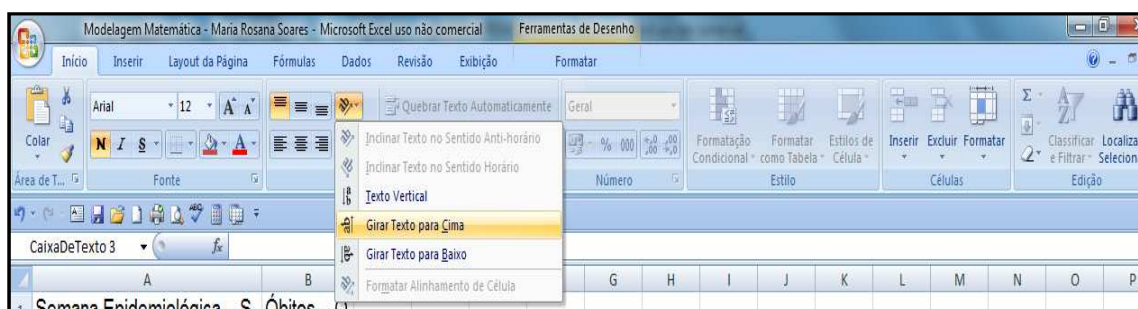 Modelagem Matemática - Maria Rosana Soares - Microsoft Excel uso não comercial Ferramentas de Desenho
Início Inserir Layout da Página Fórmulas Dados Revisão Exibição Formatar
Arial 12 A A Quebrar Texto Automaticamente Geral Σ
Colar N I S A % 000 Formatação Condicional Formatar como Tabela Estilos de Célula Inserir Excluir Formatar Classificar e Filtrar
Área de T... Fonte Número Estilo Células Edição
Inclinar Texto no Sentido Anti-horário
Inclinar Texto no Sentido Horário
Texto Vertical
Girar Texto para Cima
Girar Texto para Baixo
Formatar Alinhamento de Célula
CaixaDeTexto 3 fx
A B G H I J K L M N O P
1 Semana Epidemiológica - S Óbitos - O